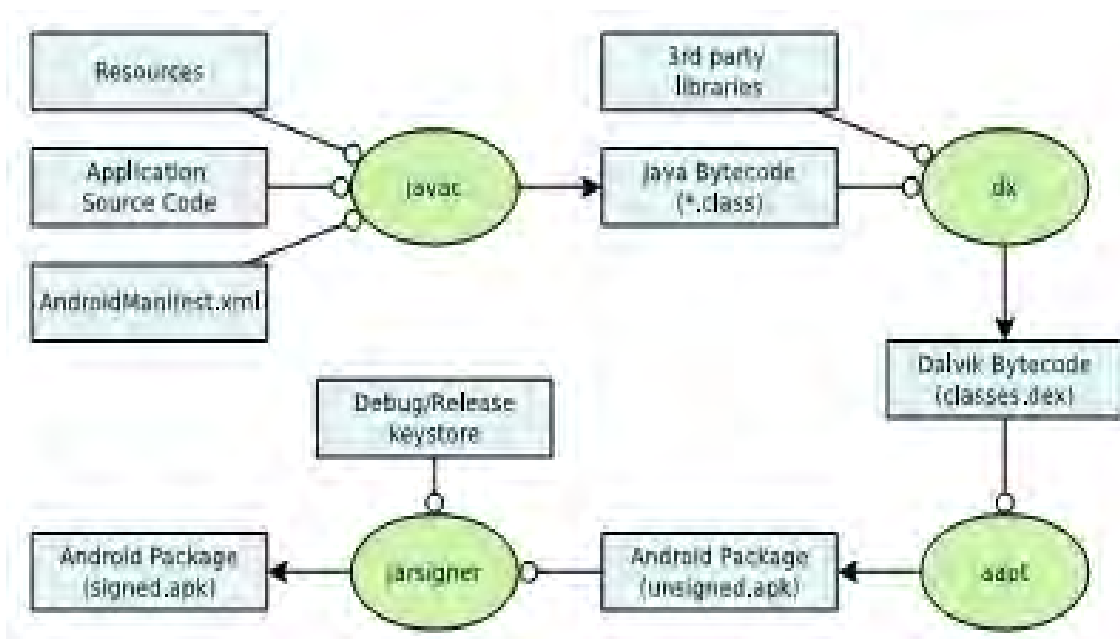 Resources
3rd party
libraries
Application
Source Code
javac
Java Bytecode
(*.class)
dx
AndroidManifest.xml
Dalvik Bytecode
(classes.dex)
Debug/Release
keystore
Android Package
(signed.apk)
jarsigner
Android Package
(unsigned.apk)
aapt